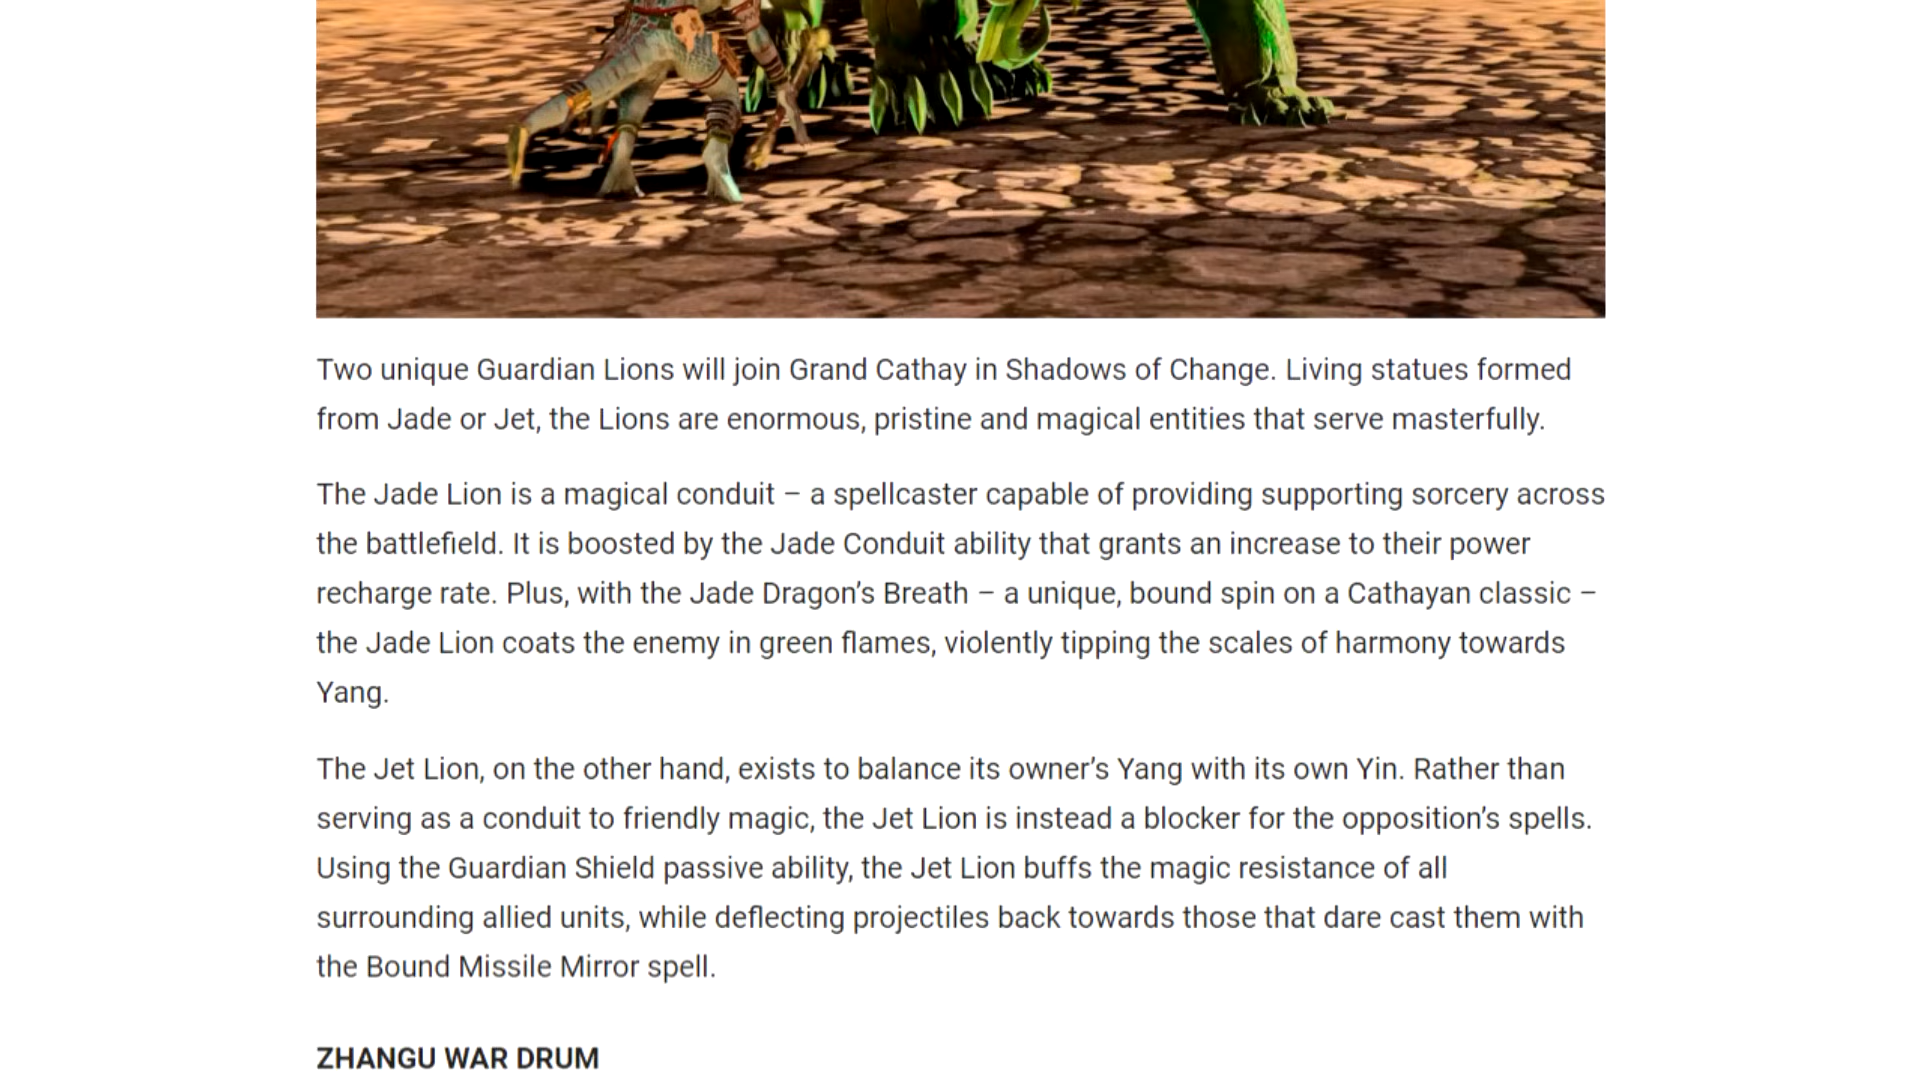 Two unique Guardian Lions will join Grand Cathay in Shadows of Change. Living statues formed
from Jade or Jet, the Lions are enormous, pristine and magical entities that serve masterfully.
The Jade Lion is a magical conduit – a spellcaster capable of providing supporting sorcery across
the battlefield. It is boosted by the Jade Conduit ability that grants an increase to their power
recharge rate. Plus, with the Jade Dragon’s Breath – a unique, bound spin on a Cathayan classic –
the Jade Lion coats the enemy in green flames, violently tipping the scales of harmony towards
Yang.
The Jet Lion, on the other hand, exists to balance its owner’s Yang with its own Yin. Rather than
serving as a conduit to friendly magic, the Jet Lion is instead a blocker for the opposition’s spells.
Using the Guardian Shield passive ability, the Jet Lion buffs the magic resistance of all
surrounding allied units, while deflecting projectiles back towards those that dare cast them with
the Bound Missile Mirror spell.
ZHANGU WAR DRUM